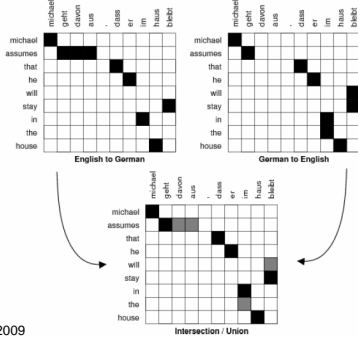 michael geht davon aus , dass er im haus bleibt
michael geht davon aus , dass er im haus bleibt
michael
assumes
that
he
will
stay
in
the
house
michael
assumes
that
he
will
stay
in
the
house
English to German
German to English
michael geht davon aus , dass er im haus bleibt
michael
assumes
that
he
will
stay
in
the
house
Intersection / Union
2009